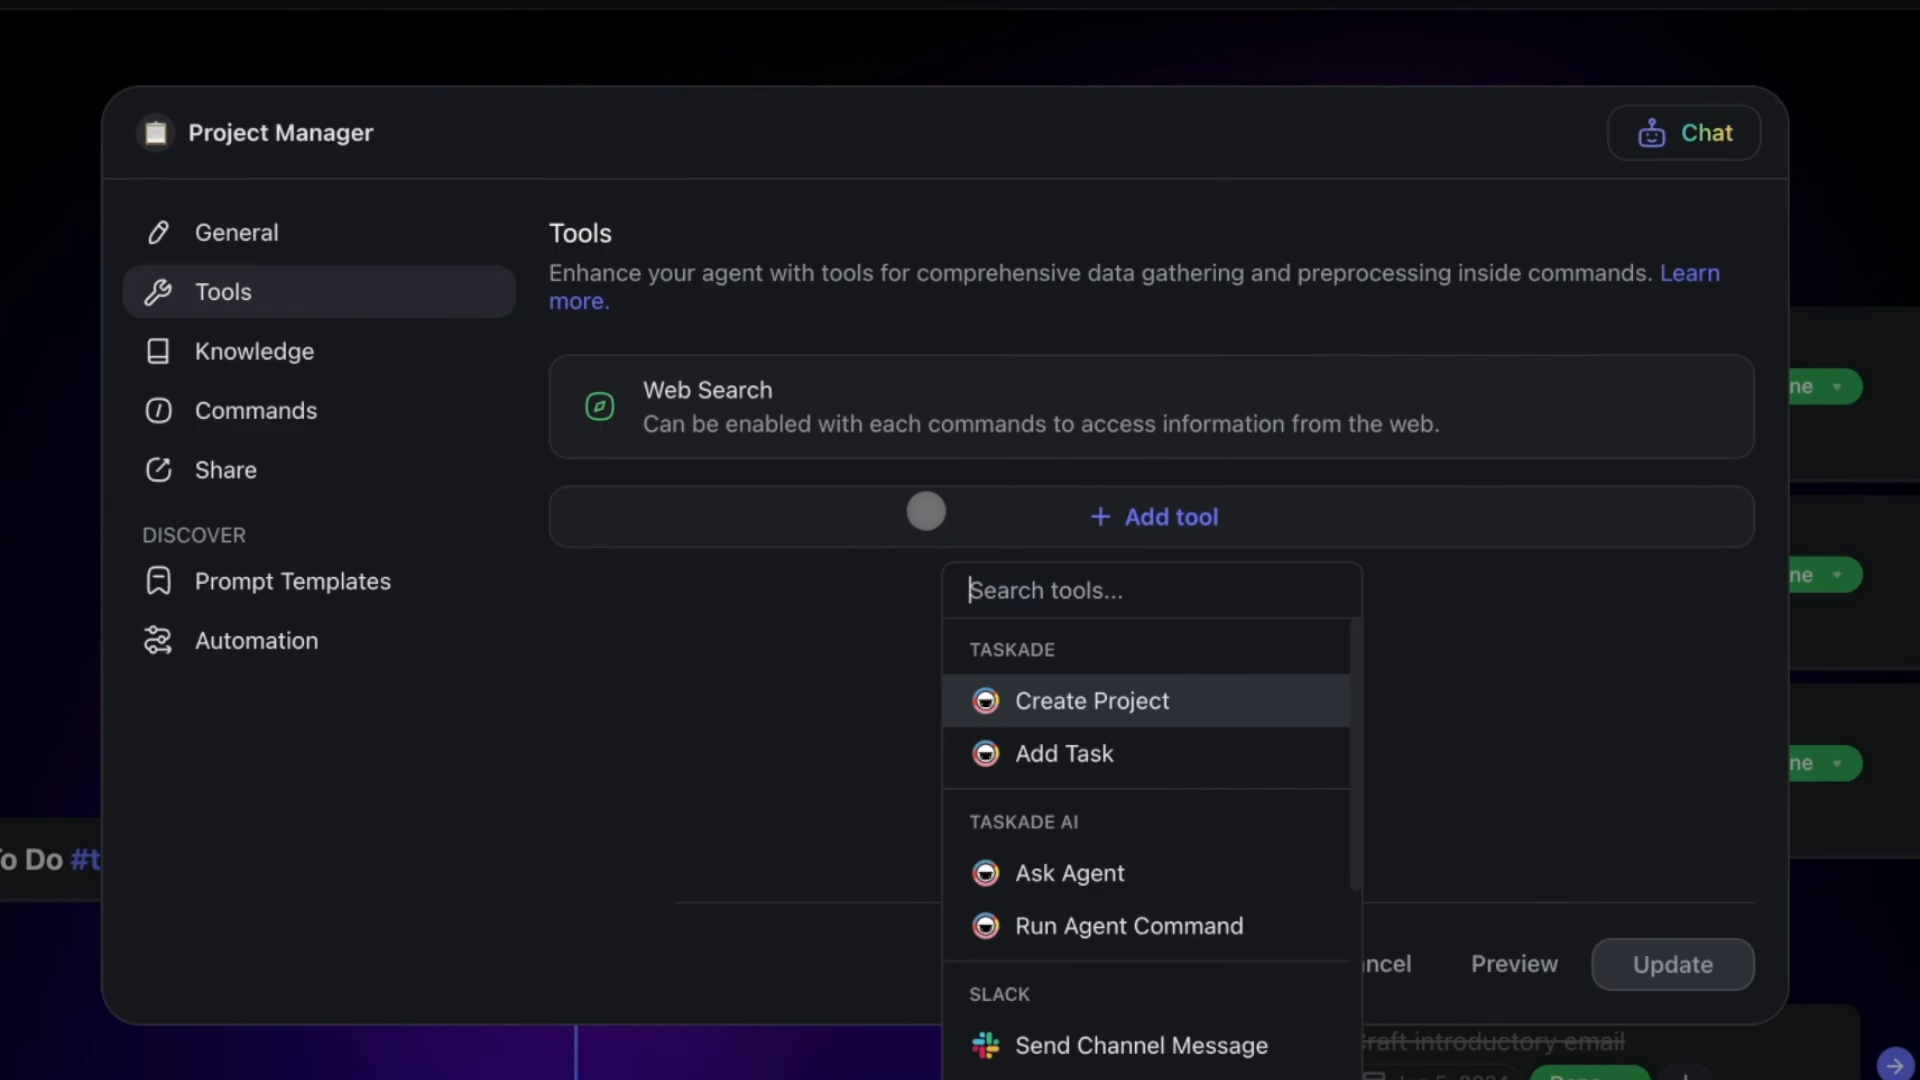 Project Manager
Chat
General
Tools
Knowledge
Commands
Share
DISCOVER
Prompt Templates
Automation
Tools
Enhance your agent with tools for comprehensive data gathering and preprocessing inside commands. Learn
more.
Web Search
Can be enabled with each commands to access information from the web.
+ Add tool
Search tools...
TASKADE
Create Project
Add Task
TASKADE AI
Ask Agent
Run Agent Command
SLACK
Send Channel Message
ncel
Preview
Update
ne
ne
ne
o Do #t
raft introductory email